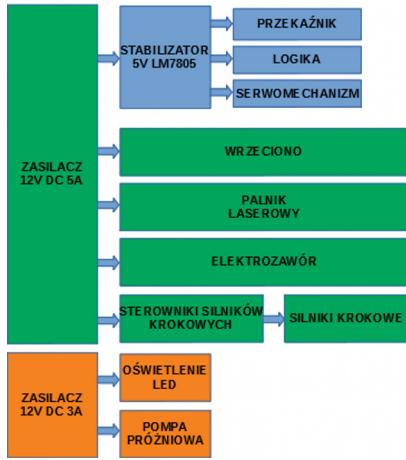 ZASILACZ
12V DC 5A
STABILIZATOR
5V LM7805
PRZEKAŹNIK
LOGIKA
SERWOMECHANIZM
WRZECIONO
PALNIK
LASEROWY
ELEKTROZAWÓR
STEROWNIKI SILNIKÓW
KROKOWYCH
SILNIKI KROKOWE
ZASILACZ
12V DC 3A
OŚWIETLENIE
LED
POMPA
PRÓŻNIOWA